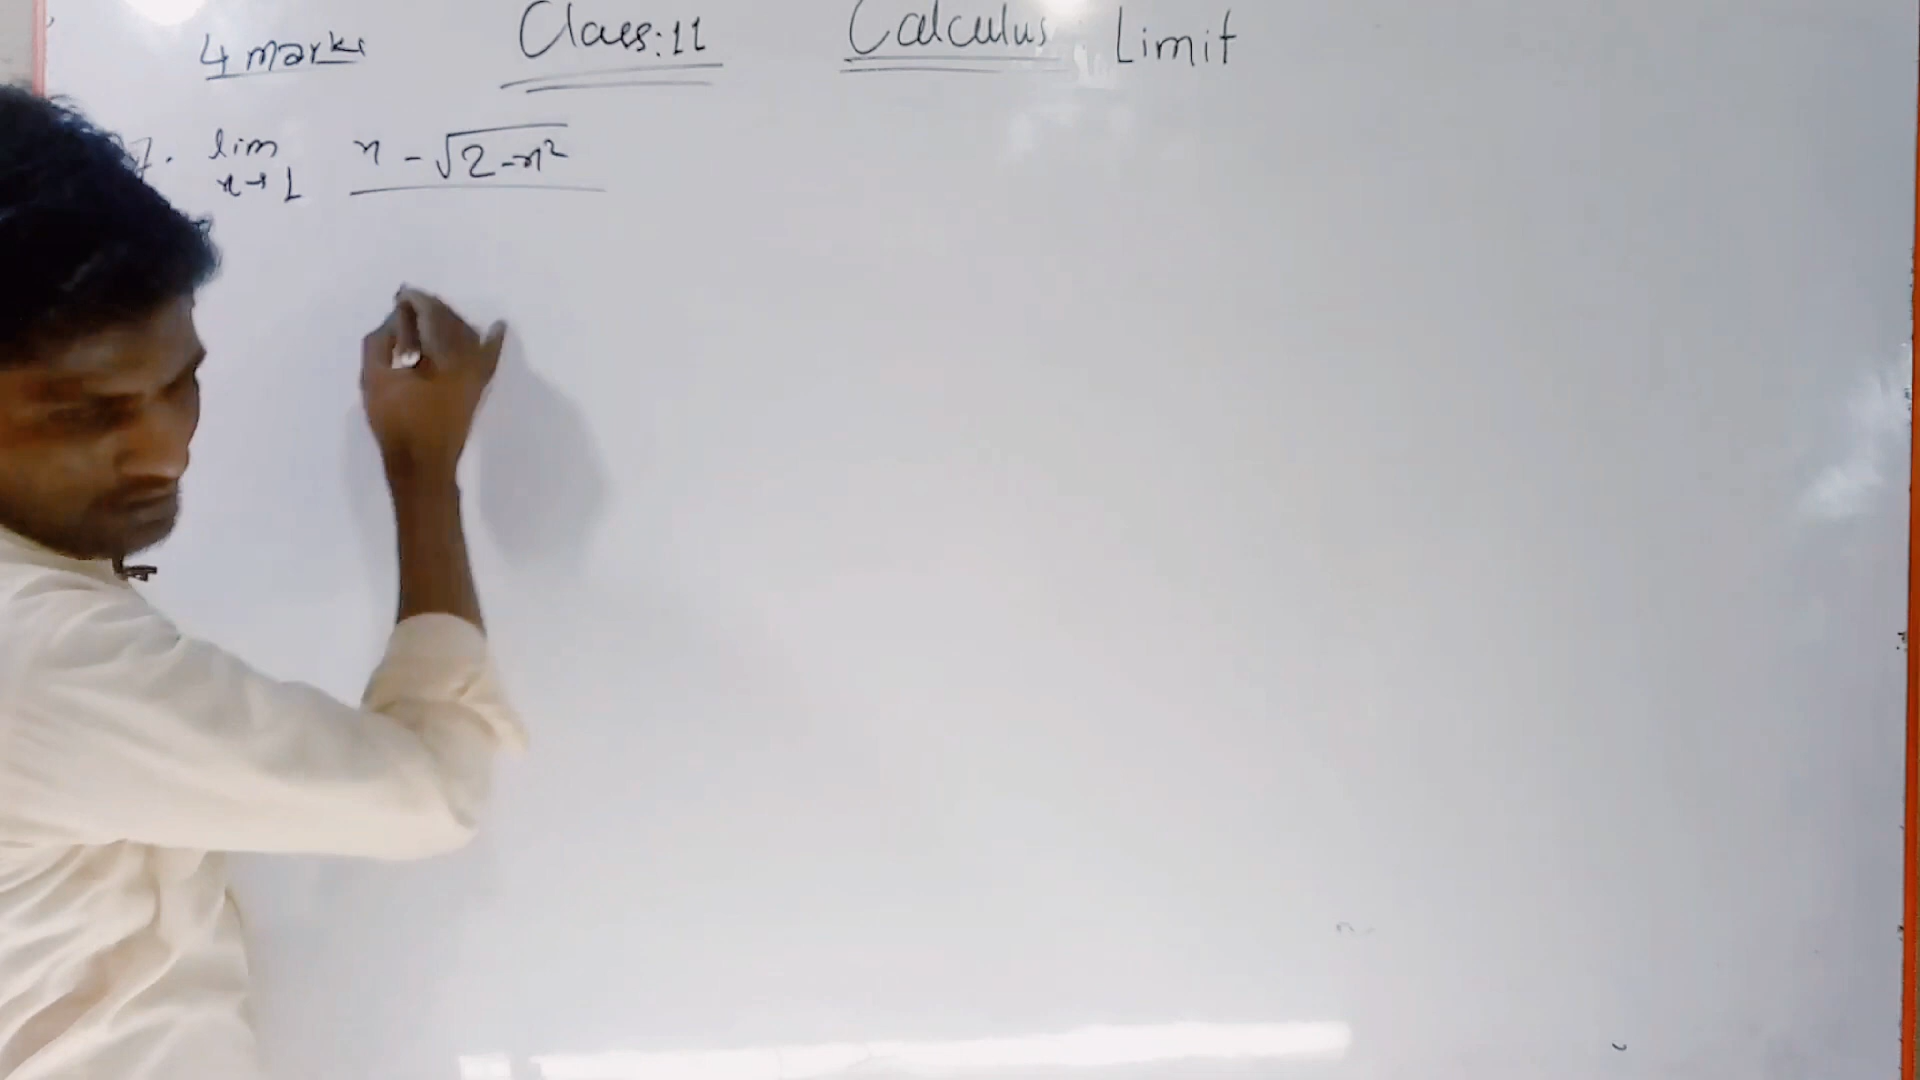 4 marks Class:11 Calculus Limit
7. lim x - √2-x²
x→1